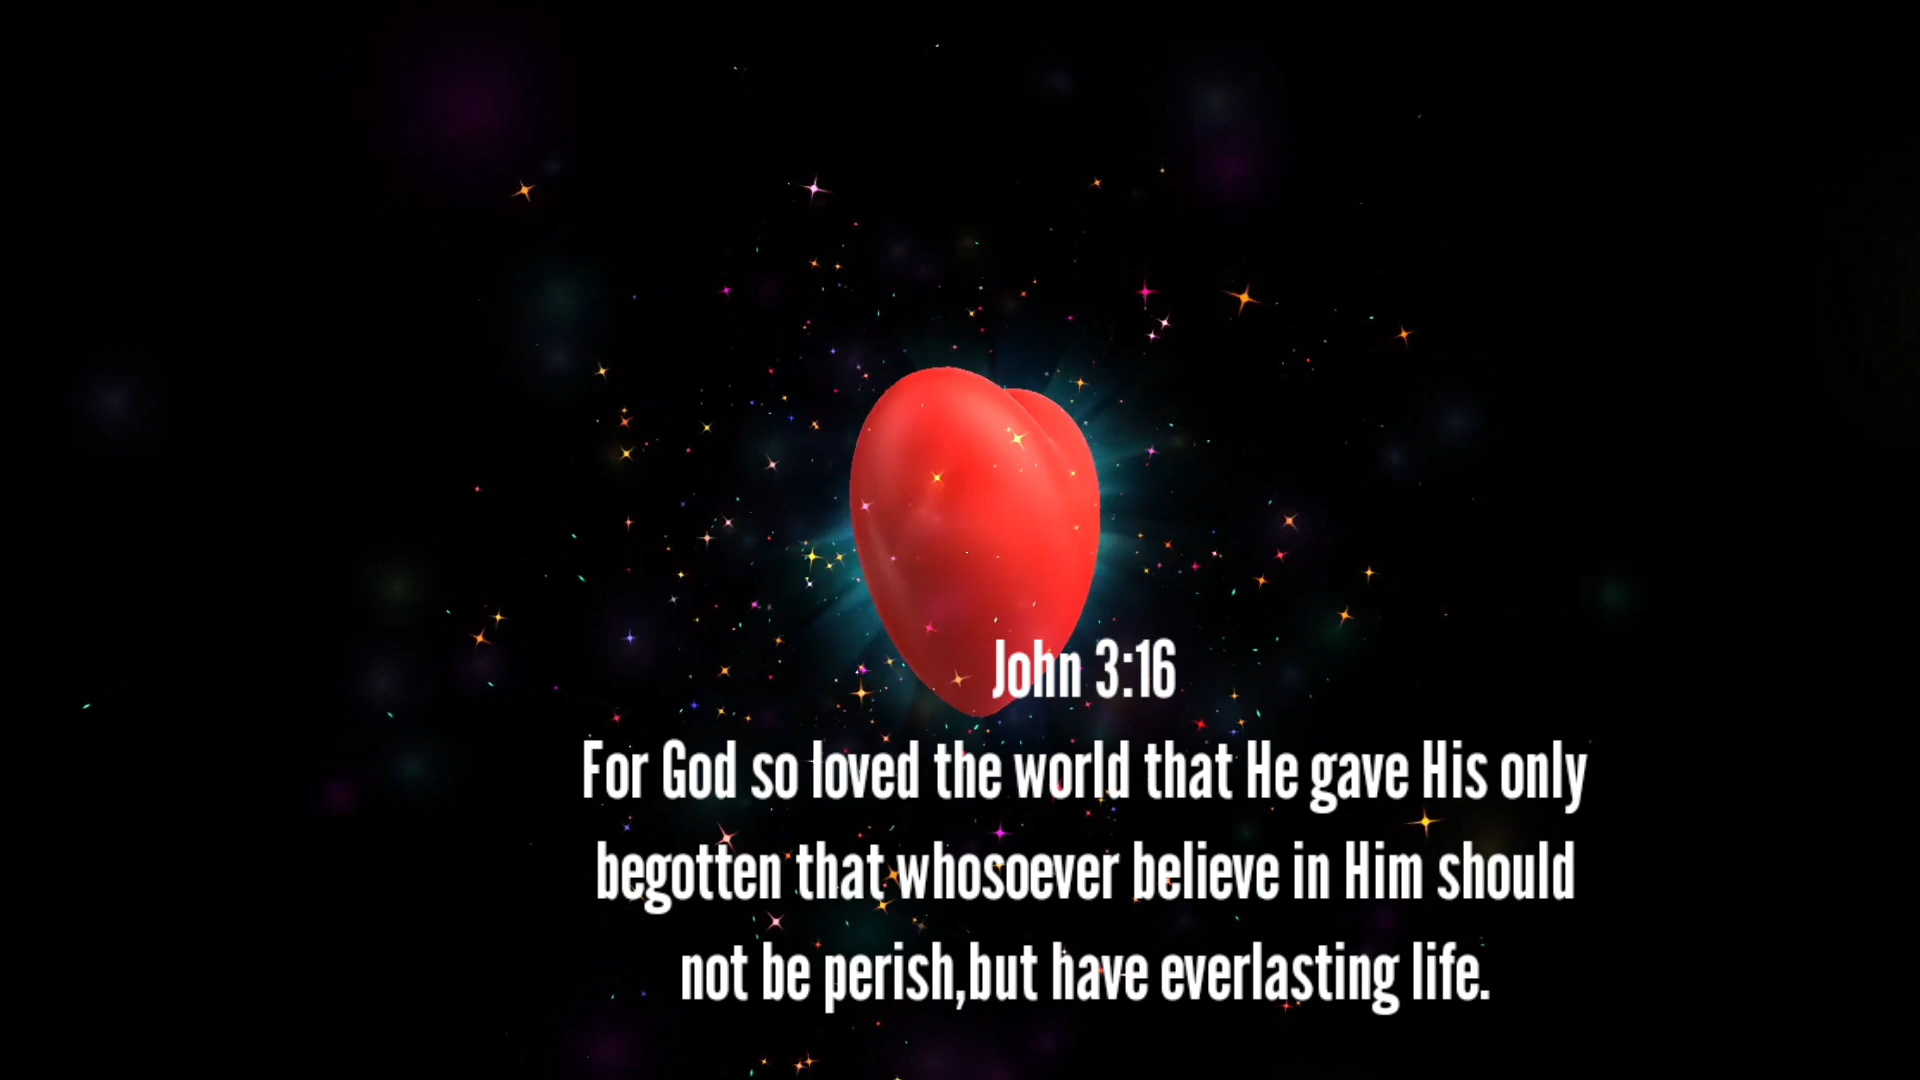 John 3:16
For God so loved the world that He gave His only
begotten that whosoever believe in Him should
not be perish,but have everlasting life.